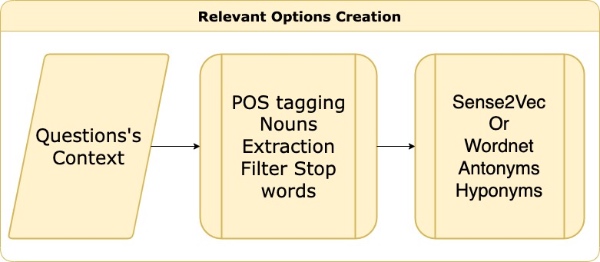 Relevant Options Creation
Questions's
Context
POS tagging
Nouns
Extraction
Filter Stop
words
Sense2Vec
Or
Wordnet
Antonyms
Hyponyms